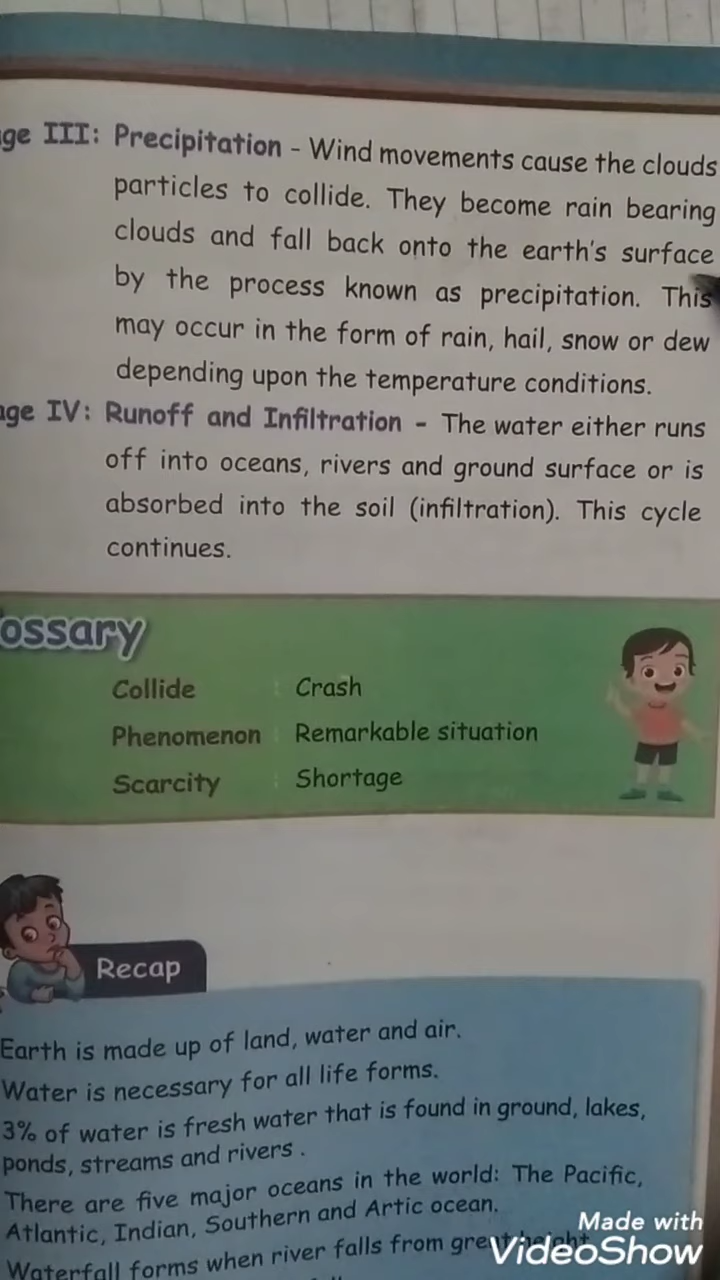 ge III: Precipitation - Wind movements cause the clouds
particles to collide. They become rain bearing
clouds and fall back onto the earth's surface
by the process known as precipitation. This
may occur in the form of rain, hail, snow or dew
depending upon the temperature conditions.
age IV: Runoff and Infiltration - The water either runs
off into oceans, rivers and ground surface or is
absorbed into the soil (infiltration). This cycle
continues.
ossary
Collide : Crash
Phenomenon : Remarkable situation
Scarcity : Shortage
Recap
Earth is made up of land, water and air.
Water is necessary for all life forms.
3% of water is fresh water that is found in ground, lakes,
ponds, streams and rivers .
There are five major oceans in the world: The Pacific,
Atlantic, Indian, Southern and Artic ocean.
Waterfall forms when river falls from great height
Made with
VideoShow